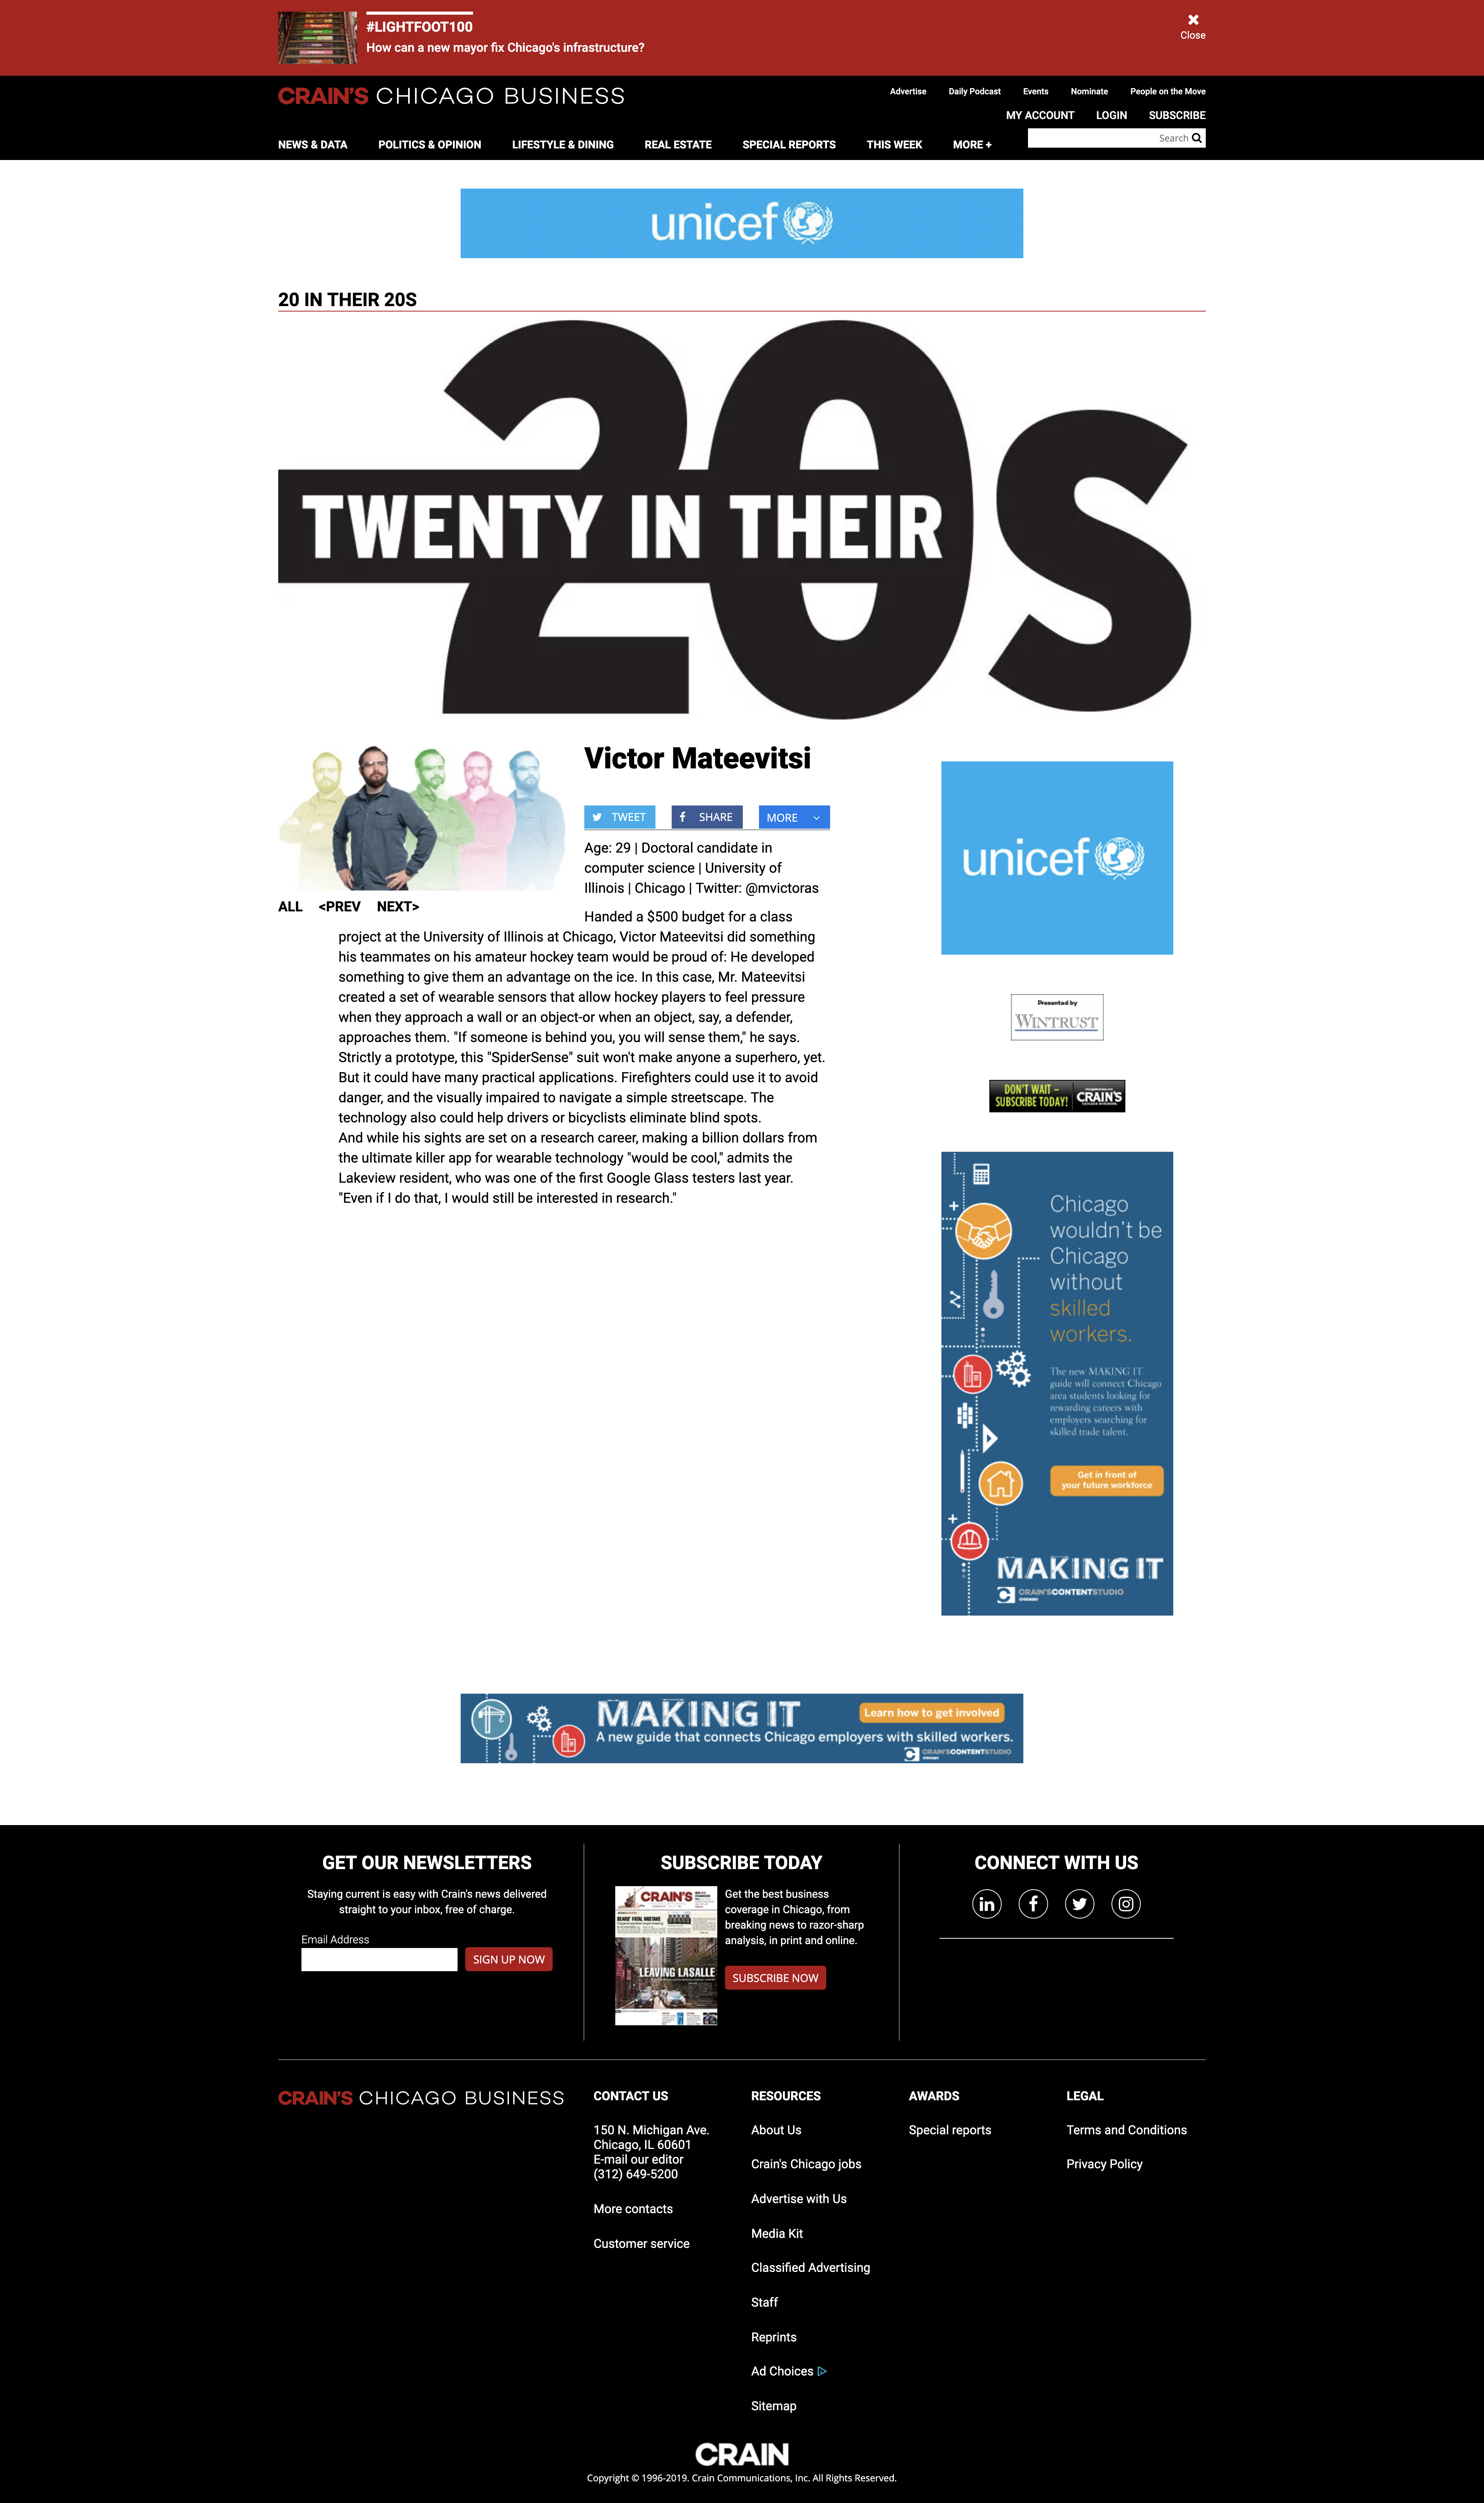 #LIGHTFOOT100
How can a new mayor fix Chicago's infrastructure?
Close
CRAIN'S CHICAGO BUSINESS
Advertise Daily Podcast Events Nominate People on the Move
MY ACCOUNT LOGIN SUBSCRIBE
Search
NEWS & DATA POLITICS & OPINION LIFESTYLE & DINING REAL ESTATE SPECIAL REPORTS THIS WEEK MORE +
unicef
20 IN THEIR 20S
20s
TWENTY IN THEIR
Victor Mateevitsi
TWEET SHARE MORE
Age: 29 | Doctoral candidate in
computer science | University of
Illinois | Chicago | Twitter: @mvictoras
ALL <PREV NEXT>
Handed a $500 budget for a class
project at the University of Illinois at Chicago, Victor Mateevitsi did something
his teammates on his amateur hockey team would be proud of: He developed
something to give them an advantage on the ice. In this case, Mr. Mateevitsi
created a set of wearable sensors that allow hockey players to feel pressure
when they approach a wall or an object-or when an object, say, a defender,
approaches them. "If someone is behind you, you will sense them," he says.
Strictly a prototype, this "SpiderSense" suit won't make anyone a superhero, yet.
But it could have many practical applications. Firefighters could use it to avoid
danger, and the visually impaired to navigate a simple streetscape. The
technology also could help drivers or bicyclists eliminate blind spots.
And while his sights are set on a research career, making a billion dollars from
the ultimate killer app for wearable technology "would be cool," admits the
Lakeview resident, who was one of the first Google Glass testers last year.
"Even if I do that, I would still be interested in research."
unicef
Presented by
WINTRUST
DON'T WAIT –
SUBSCRIBE TODAY!
CRAIN'S
Chicago
wouldn't be
Chicago
without
skilled
workers.
The new MAKING IT
guide will connect Chicago
area students looking for
rewarding careers with
employers searching for
skilled trade talent.
Get in front of
your future workforce
MAKING IT
CRAIN'S CONTENT STUDIO
CHICAGO
MAKING IT
Learn how to get involved
A new guide that connects Chicago employers with skilled workers.
CRAIN'S CONTENT STUDIO
CHICAGO
GET OUR NEWSLETTERS
Staying current is easy with Crain's news delivered
straight to your inbox, free of charge.
Email Address
SIGN UP NOW
SUBSCRIBE TODAY
CRAIN'S
LEAVING LASALLE
Get the best business
coverage in Chicago, from
breaking news to razor-sharp
analysis, in print and online.
SUBSCRIBE NOW
CONNECT WITH US
CRAIN'S CHICAGO BUSINESS
CONTACT US
150 N. Michigan Ave.
Chicago, IL 60601
E-mail our editor
(312) 649-5200
More contacts
Customer service
RESOURCES
About Us
Crain's Chicago jobs
Advertise with Us
Media Kit
Classified Advertising
Staff
Reprints
Ad Choices
Sitemap
AWARDS
Special reports
LEGAL
Terms and Conditions
Privacy Policy
CRAIN
Copyright © 1996-2019. Crain Communications, Inc. All Rights Reserved.